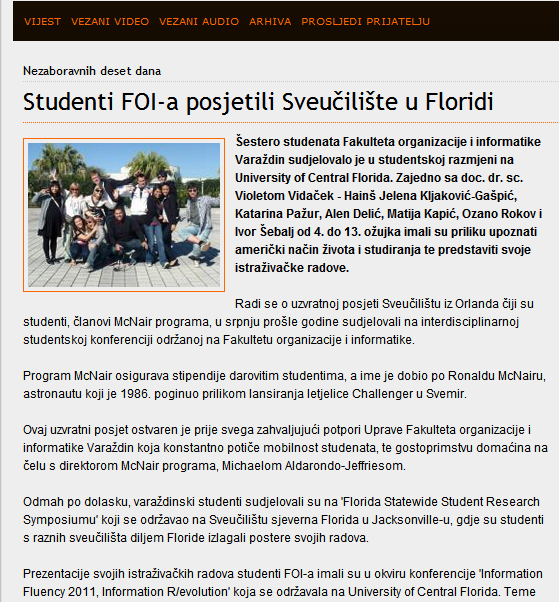 VIJEST VEZANI VIDEO VEZANI AUDIO ARHIVA PROSLJEDI PRIJATELJU
Nezaboravnih deset dana
Studenti FOI-a posjetili Sveučilište u Floridi
Šestero studenata Fakulteta organizacije i informatike
Varaždin sudjelovalo je u studentskoj razmjeni na
University of Central Florida. Zajedno sa doc. dr. sc.
Violetom Vidaček - Hainš Jelena Kljaković-Gašpić,
Katarina Pažur, Alen Delić, Matija Kapić, Ozano Rokov i
Ivor Šebalj od 4. do 13. ožujka imali su priliku upoznati
američki način života i studiranja te predstaviti svoje
istraživačke radove.
Radi se o uzvratnoj posjeti Sveučilištu iz Orlanda čiji su
studenti, članovi McNair programa, u srpnju prošle godine sudjelovali na interdisciplinarnoj
studentskoj konferenciji održanoj na Fakultetu organizacije i informatike.
Program McNair osigurava stipendije darovitim studentima, a ime je dobio po Ronaldu McNairu,
astronautu koji je 1986. poginuo prilikom lansiranja letjelice Challenger u Svemir.
Ovaj uzvratni posjet ostvaren je prije svega zahvaljujući potpori Uprave Fakulteta organizacije i
informatike Varaždin koja konstantno potiče mobilnost studenata, te gostoprimstvu domaćina na
čelu s direktorom McNair programa, Michaelom Aldarondo-Jeffriesom.
Odmah po dolasku, varaždinski studenti sudjelovali su na 'Florida Statewide Student Research
Symposiumu' koji se održavao na Sveučilištu sjeverna Florida u Jacksonville-u, gdje su studenti
s raznih sveučilišta diljem Floride izlagali postere svojih radova.
Prezentacije svojih istraživačkih radova studenti FOI-a imali su u okviru konferencije 'Information
Fluency 2011, Information R/evolution' koja se održavala na University of Central Florida. Teme